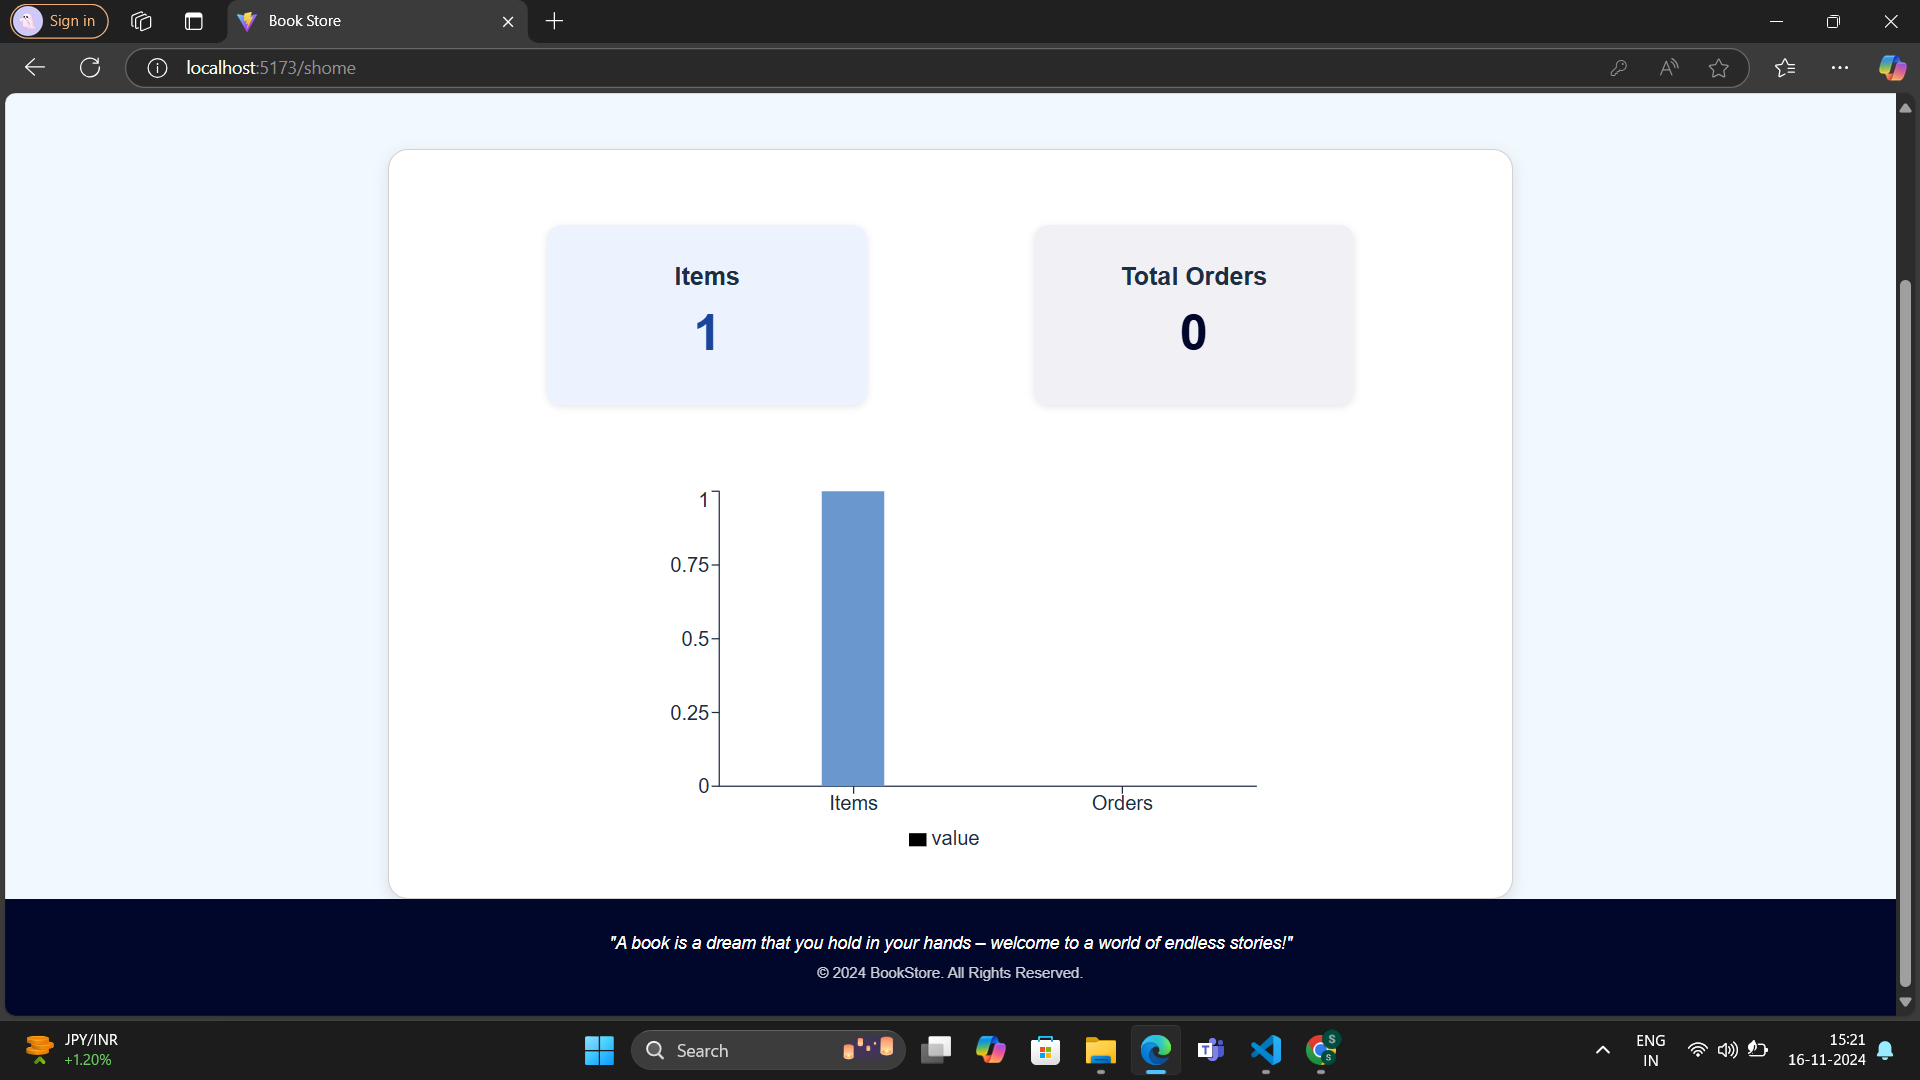 Sign in
Book Store
localhost:5173/shome
Items
1
Total Orders
0
1
0.75
0.5
0.25
0
Items
Orders
value
"A book is a dream that you hold in your hands – welcome to a world of endless stories!"
© 2024 BookStore. All Rights Reserved.
JPY/INR
+1.20%
Search
S
S
ENG
IN
15:21
16-11-2024